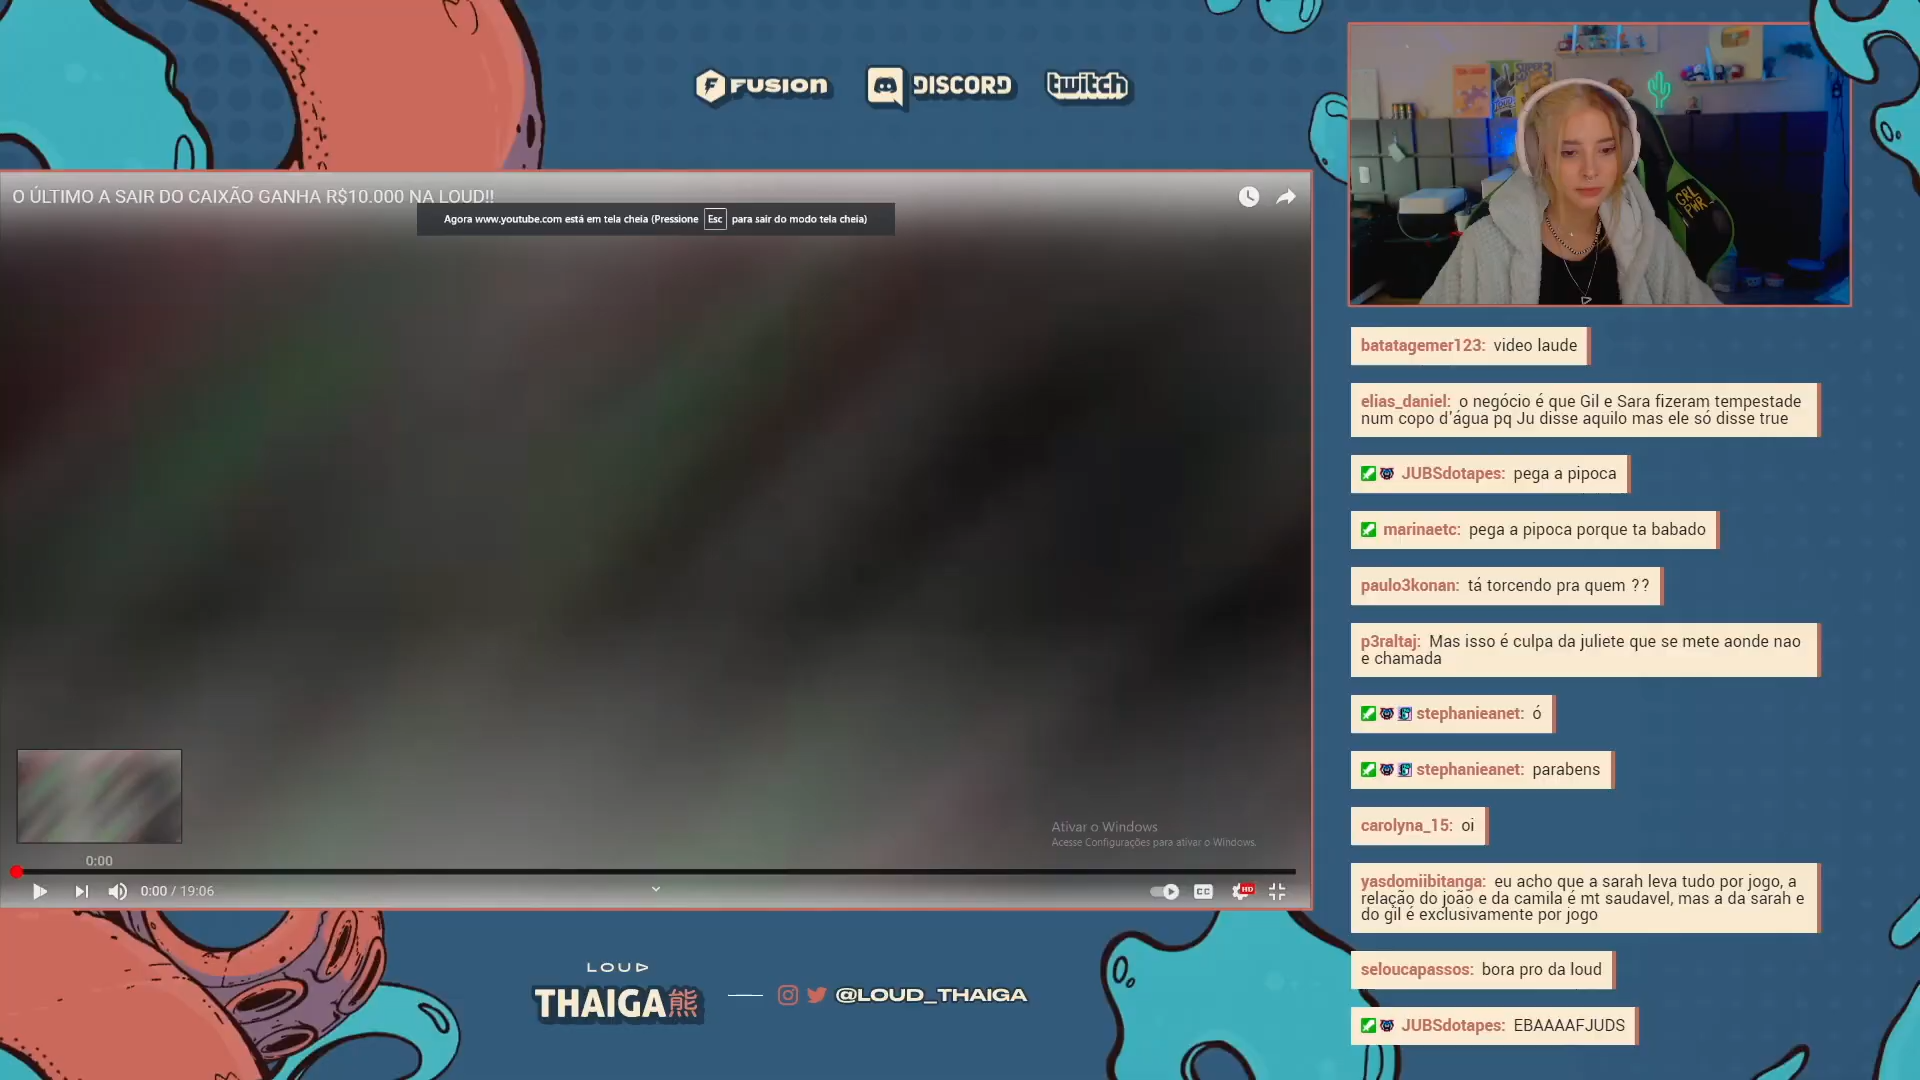 FUSION
DISCORD
twitch
O ÚLTIMO A SAIR DO CAIXÃO GANHA R$10.000 NA LOUD!!
Agora www.youtube.com está em tela cheia (Pressione Esc para sair do modo tela cheia)
0:00
0:00 / 19:06
Ativar o Windows
Acesse Configurações para ativar o Windows.
CC
HD
LOUD
THAIGA熊
@LOUD_THAIGA
SUPER
3
GRL
PWR
batatagemer123: video laude
elias_daniel: o negócio é que Gil e Sara fizeram tempestade
num copo d'água pq Ju disse aquilo mas ele só disse true
JUBSdotapes: pega a pipoca
marinaetc: pega a pipoca porque ta babado
paulo3konan: tá torcendo pra quem ??
p3raltaj: Mas isso é culpa da juliete que se mete aonde nao
e chamada
stephanieanet: ó
stephanieanet: parabens
carolyna_15: oi
yasdomiibitanga: eu acho que a sarah leva tudo por jogo, a
relação do joão e da camila é mt saudavel, mas a da sarah e
do gil é exclusivamente por jogo
seloucapassos: bora pro da loud
JUBSdotapes: EBAAAAFJUDS